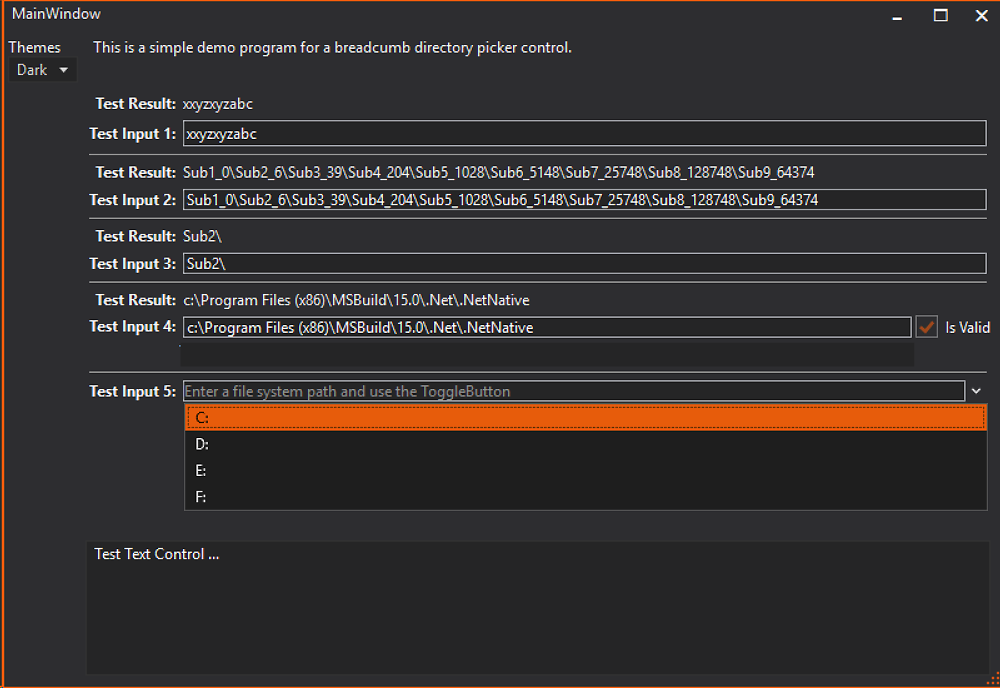 MainWindow
Themes
This is a simple demo program for a breadcumb directory picker control.
Dark
Test Result: xxyzxyzabc
Test Input 1: xxyzxyzabc
Test Result: Sub1_0\Sub2_6\Sub3_39\Sub4_204\Sub5_1028\Sub6_5148\Sub7_25748\Sub8_128748\Sub9_64374
Test Input 2: Sub1_0\Sub2_6\Sub3_39\Sub4_204\Sub5_1028\Sub6_5148\Sub7_25748\Sub8_128748\Sub9_64374
Test Result: Sub2\
Test Input 3: Sub2\
Test Result: c:\Program Files (x86)\MSBuild\15.0\.Net\.NetNative
Test Input 4: c:\Program Files (x86)\MSBuild\15.0\.Net\.NetNative Is Valid
Test Input 5: Enter a file system path and use the ToggleButton
C:
D:
E:
F:
Test Text Control ...